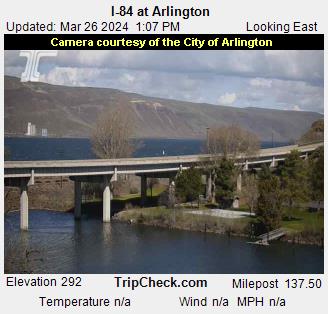 I-84 at Arlington
Updated: Mar 26 2024 1:07 PM Looking East
Camera courtesy of the City of Arlington
Elevation 292 TripCheck.com Milepost 137.50
Temperature n/a Wind n/a MPH n/a